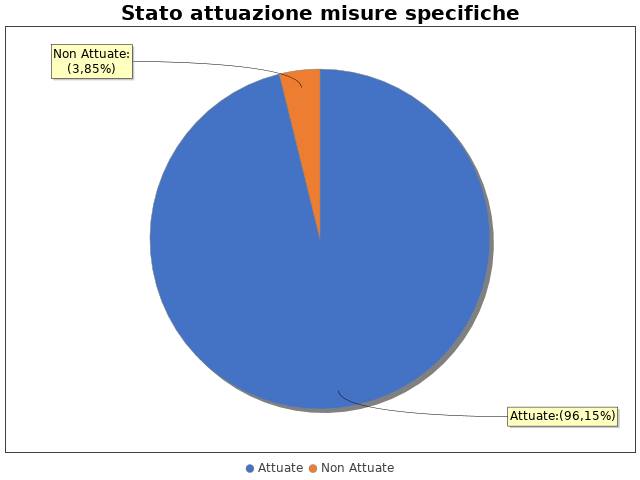 Stato attuazione misure specifiche
Non Attuate:
(3,85%)
Attuate:(96,15%)
Attuate
Non Attuate